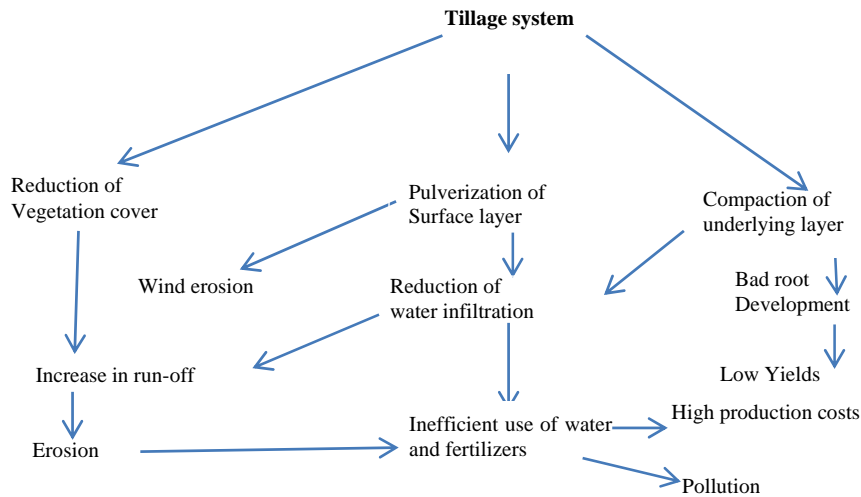 Tillage system
Reduction of
Vegetation cover
Pulverization of
Surface layer
Compaction of
underlying layer
Wind erosion
Reduction of
water infiltration
Bad root
Development
Increase in run-off
Low Yields
High production costs
Inefficient use of water
and fertilizers
Erosion
Pollution